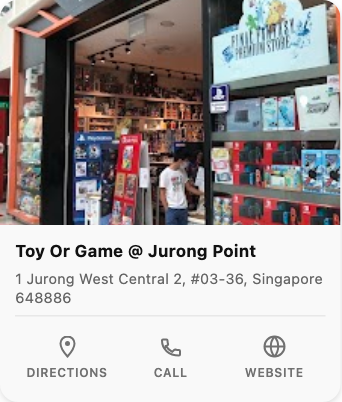 FINAL FANTASY
PREMIUM STORE
PlayStation
Toy Or Game @ Jurong Point
1 Jurong West Central 2, #03-36, Singapore
648886
DIRECTIONS
CALL
WEBSITE